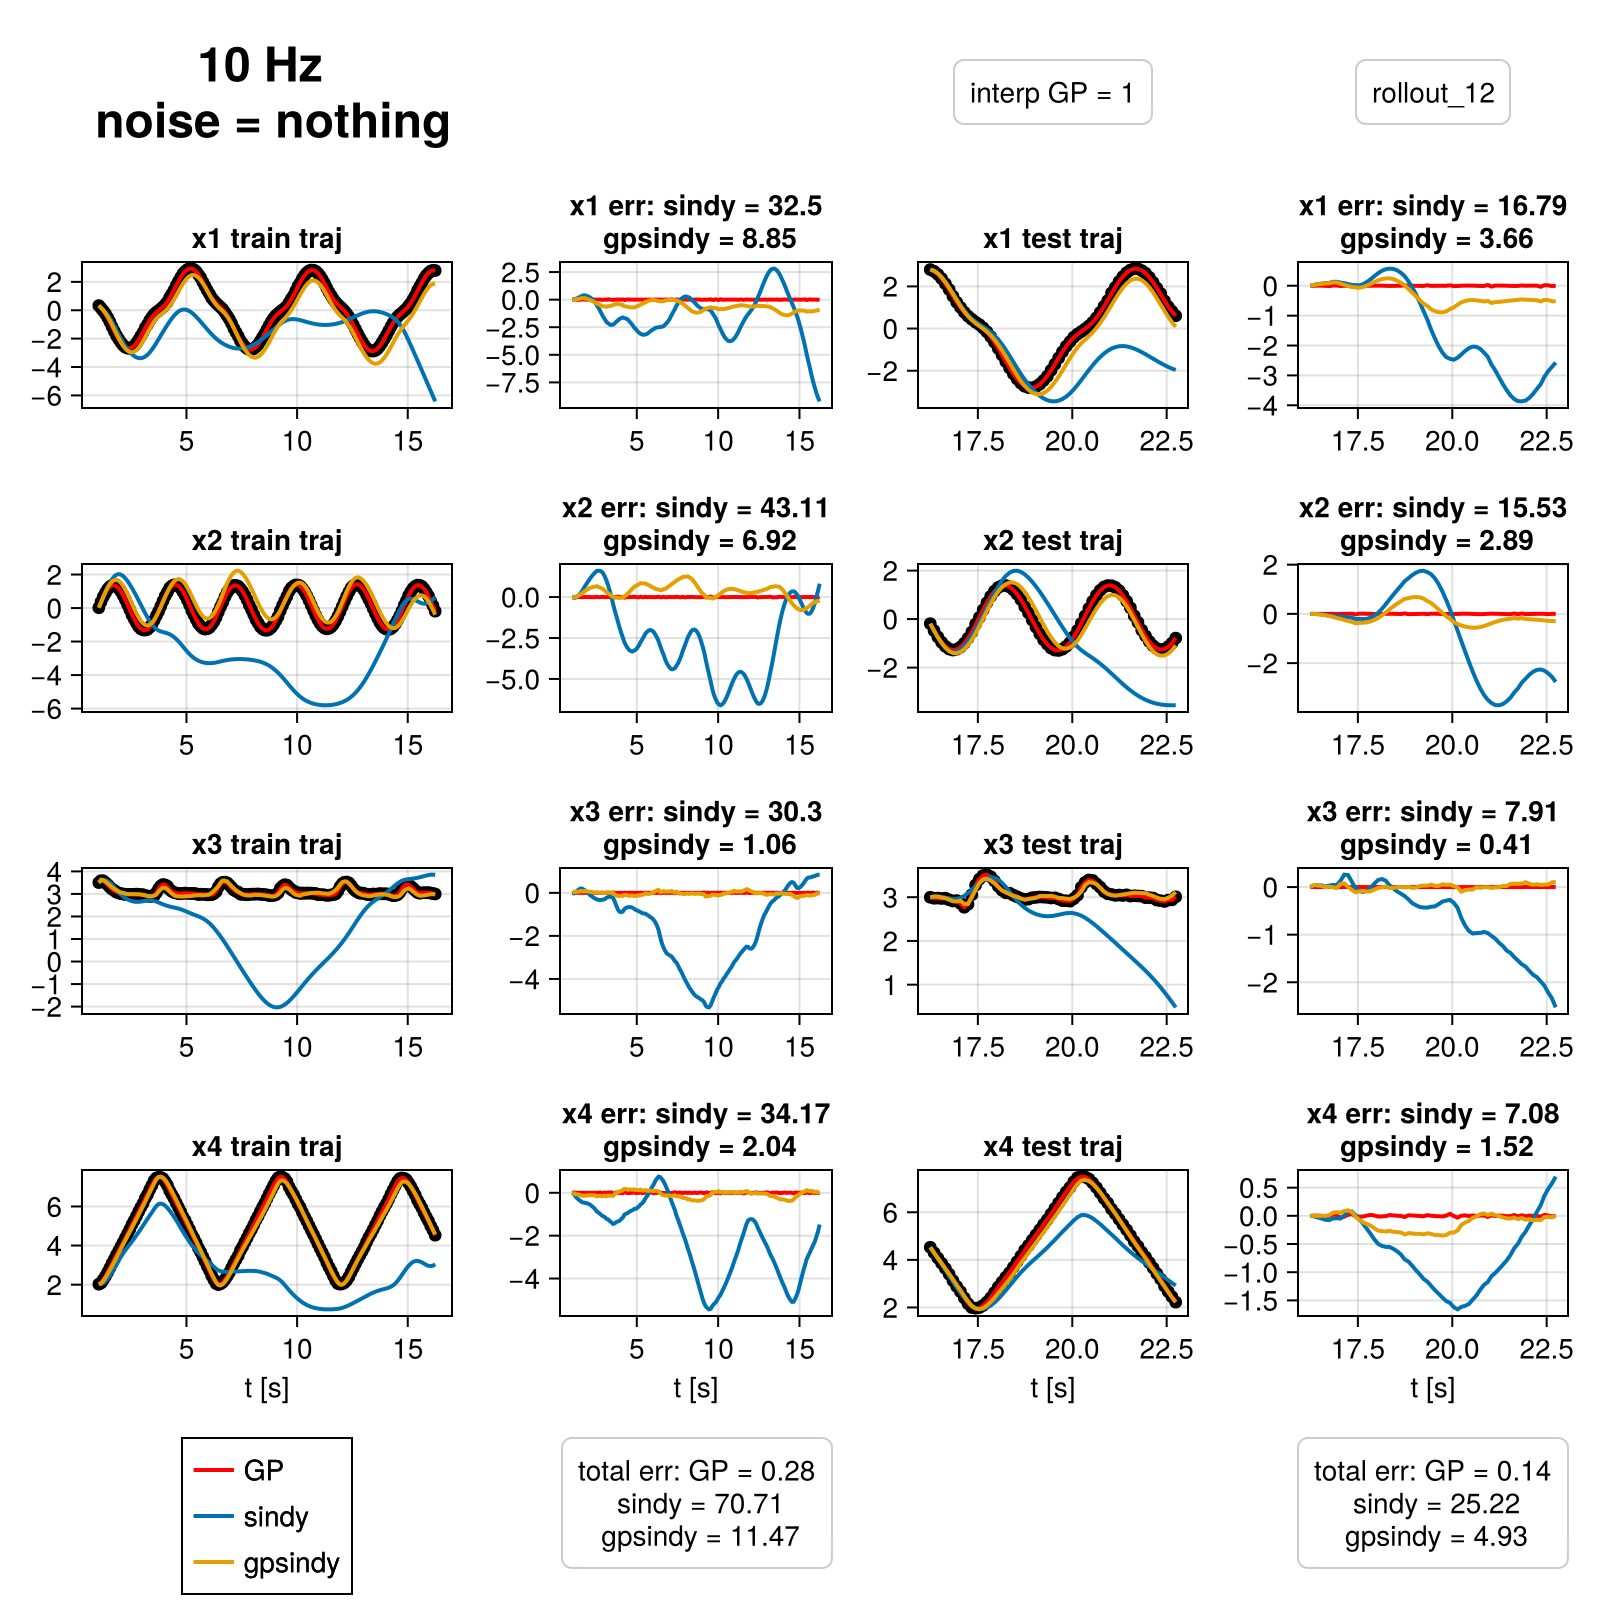 10 Hz
noise = nothing
interp GP = 1
rollout_12
x1 train traj
2
0
−2
−4
−6
5
10
15
x1 err: sindy = 32.5
gpsindy = 8.85
2.5
0.0
−2.5
−5.0
−7.5
5
10
15
x1 test traj
2
0
−2
17.5
20.0
22.5
x1 err: sindy = 16.79
gpsindy = 3.66
0
−1
−2
−3
−4
17.5
20.0
22.5
x2 train traj
2
0
−2
−4
−6
5
10
15
x2 err: sindy = 43.11
gpsindy = 6.92
0.0
−2.5
−5.0
5
10
15
x2 test traj
2
0
−2
17.5
20.0
22.5
x2 err: sindy = 15.53
gpsindy = 2.89
2
0
−2
17.5
20.0
22.5
x3 train traj
4
3
2
1
0
−1
−2
5
10
15
x3 err: sindy = 30.3
gpsindy = 1.06
0
−2
−4
5
10
15
x3 test traj
3
2
1
17.5
20.0
22.5
x3 err: sindy = 7.91
gpsindy = 0.41
0
−1
−2
17.5
20.0
22.5
x4 train traj
6
4
2
5
10
15
t [s]
x4 err: sindy = 34.17
gpsindy = 2.04
0
−2
−4
5
10
15
t [s]
x4 test traj
6
4
2
17.5
20.0
22.5
t [s]
x4 err: sindy = 7.08
gpsindy = 1.52
0.5
0.0
−0.5
−1.0
−1.5
17.5
20.0
22.5
t [s]
GP
sindy
gpsindy
total err: GP = 0.28
sindy = 70.71
gpsindy = 11.47
total err: GP = 0.14
sindy = 25.22
gpsindy = 4.93